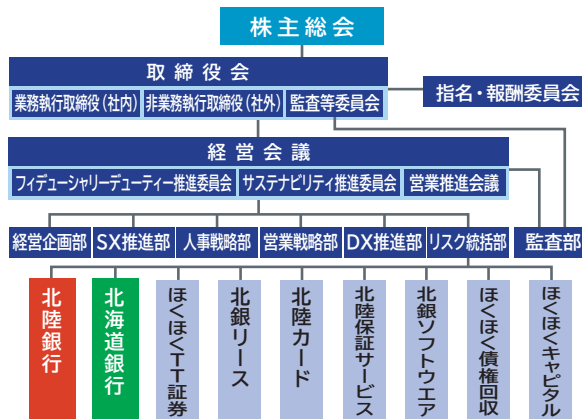 株主総会
取締役会
業務執行取締役（社内）
非業務執行取締役（社外）
監査等委員会
指名・報酬委員会
経営会議
フィデューシャリーデューティー推進委員会
サステナビリティ推進委員会
営業推進会議
経営企画部
SX推進部
人事戦略部
営業戦略部
DX推進部
リスク統括部
監査部
北陸銀行
北海道銀行
ほくほくTT証券
北銀リース
北陸カード
北陸保証サービス
北銀ソフトウエア
ほくほく債権回収
ほくほくキャピタル